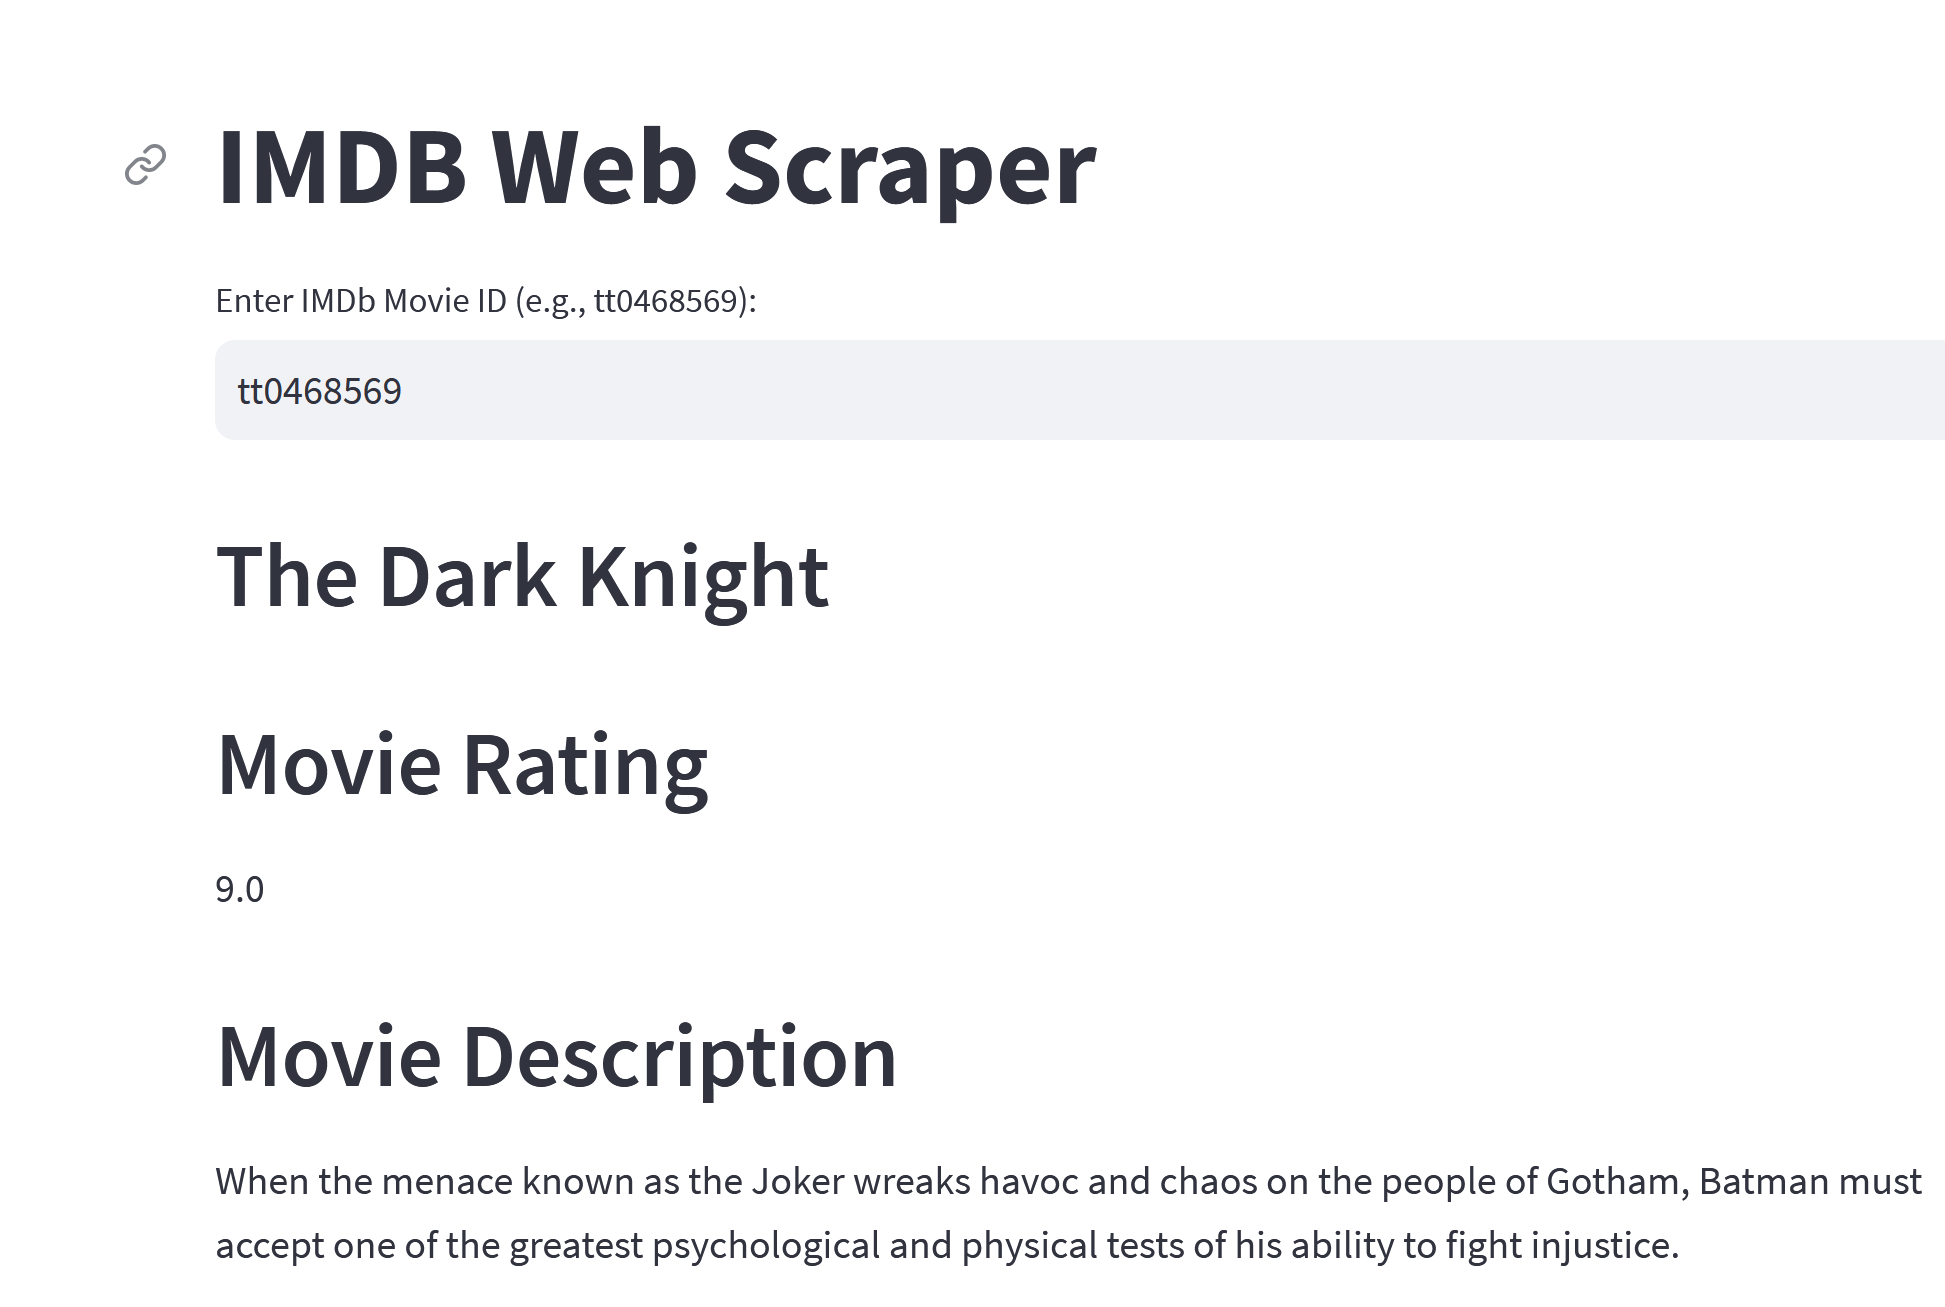 IMDB Web Scraper
Enter IMDb Movie ID (e.g., tt0468569):
tt0468569
The Dark Knight
Movie Rating
9.0
Movie Description
When the menace known as the Joker wreaks havoc and chaos on the people of Gotham, Batman must
accept one of the greatest psychological and physical tests of his ability to fight injustice.